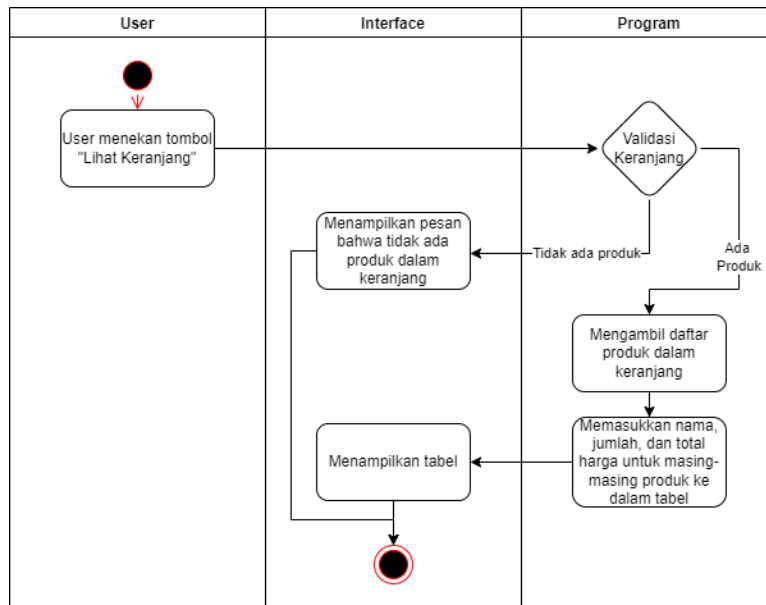 User
Interface
Program
User menekan tombol
"Lihat Keranjang"
Validasi
Keranjang
Menampilkan pesan
bahwa tidak ada
produk dalam
keranjang
Tidak ada produk
Ada
Produk
Mengambil daftar
produk dalam
keranjang
Memasukkan nama,
jumlah, dan total
harga untuk masing-
masing produk ke
dalam tabel
Menampilkan tabel